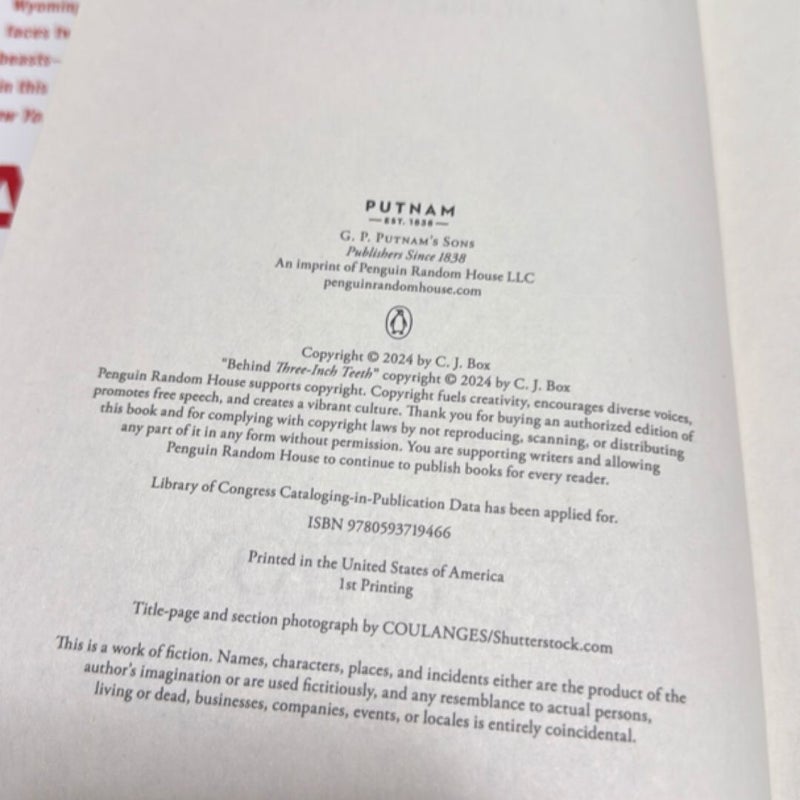 Wyoming
faces tw
beasts—
in this
ew Yo
PUTNAM
—EST. 1838—
G. P. Putnam's Sons
Publishers Since 1838
An imprint of Penguin Random House LLC
penguinrandomhouse.com
Copyright © 2024 by C. J. Box
"Behind Three-Inch Teeth" copyright © 2024 by C. J. Box
Penguin Random House supports copyright. Copyright fuels creativity, encourages diverse voices,
promotes free speech, and creates a vibrant culture. Thank you for buying an authorized edition of
this book and for complying with copyright laws by not reproducing, scanning, or distributing
any part of it in any form without permission. You are supporting writers and allowing
Penguin Random House to continue to publish books for every reader.
Library of Congress Cataloging-in-Publication Data has been applied for.
ISBN 9780593719466
Printed in the United States of America
1st Printing
Title-page and section photograph by COULANGES/Shutterstock.com
This is a work of fiction. Names, characters, places, and incidents either are the product of the
author's imagination or are used fictitiously, and any resemblance to actual persons,
living or dead, businesses, companies, events, or locales is entirely coincidental.